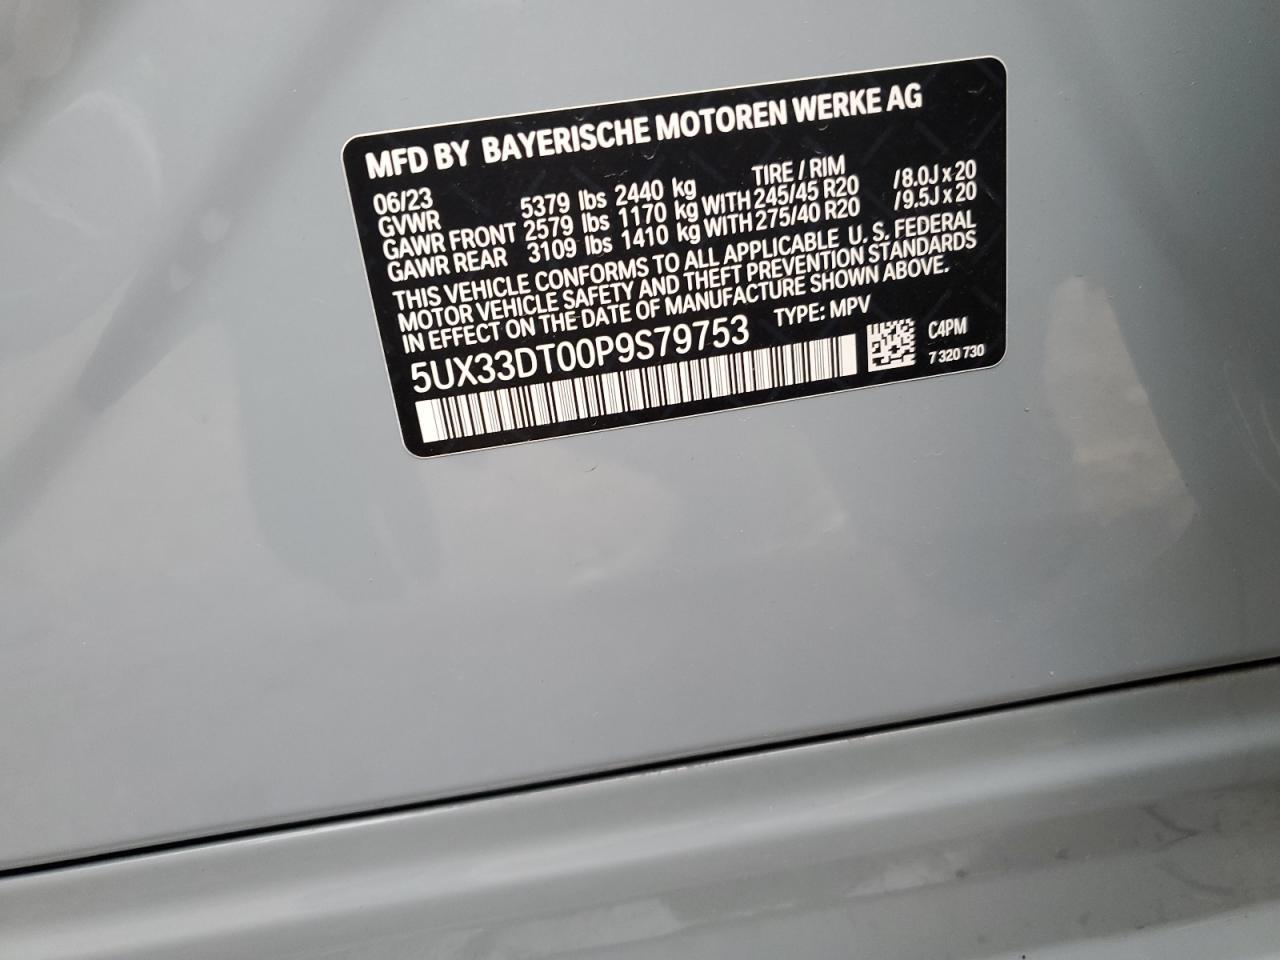 MFD BY BAYERISCHE MOTOREN WERKE AG
06/23 TIRE / RIM
GVWR 5379 lbs 2440 kg
GAWR FRONT 2579 lbs 1170 kg WITH 245/45 R20 /8.0J x 20
GAWR REAR 3109 lbs 1410 kg WITH 275/40 R20 /9.5J x 20
THIS VEHICLE CONFORMS TO ALL APPLICABLE U. S. FEDERAL
MOTOR VEHICLE SAFETY AND THEFT PREVENTION STANDARDS
IN EFFECT ON THE DATE OF MANUFACTURE SHOWN ABOVE.
5UX33DT00P9S79753 TYPE: MPV
C4PM
7 320 730